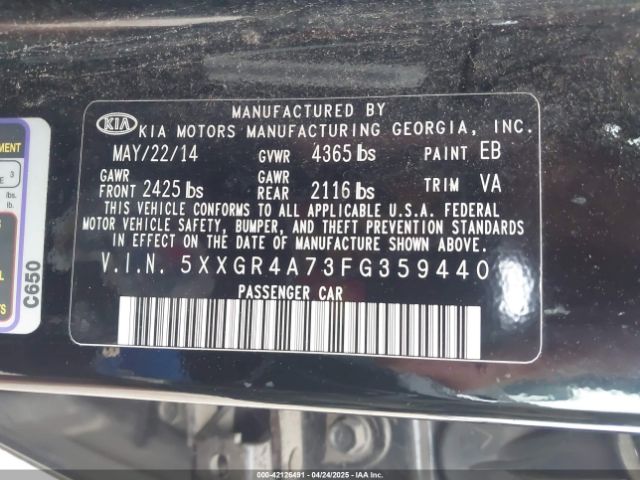 MANUFACTURED BY
KIA KIA MOTORS MANUFACTURING GEORGIA, INC.
MAY/22/14 GVWR 4365 lbs PAINT EB
GAWR FRONT 2425 lbs GAWR REAR 2116 lbs TRIM VA
THIS VEHICLE CONFORMS TO ALL APPLICABLE U.S.A. FEDERAL
MOTOR VEHICLE SAFETY, BUMPER, AND THEFT PREVENTION STANDARDS
IN EFFECT ON THE DATE OF MANUFACTURE SHOWN ABOVE.
V.I.N. 5XXGR4A73FG359440
PASSENGER CAR
3
lbs.
lb.
C650
000-42126491 - 04/24/2025 -